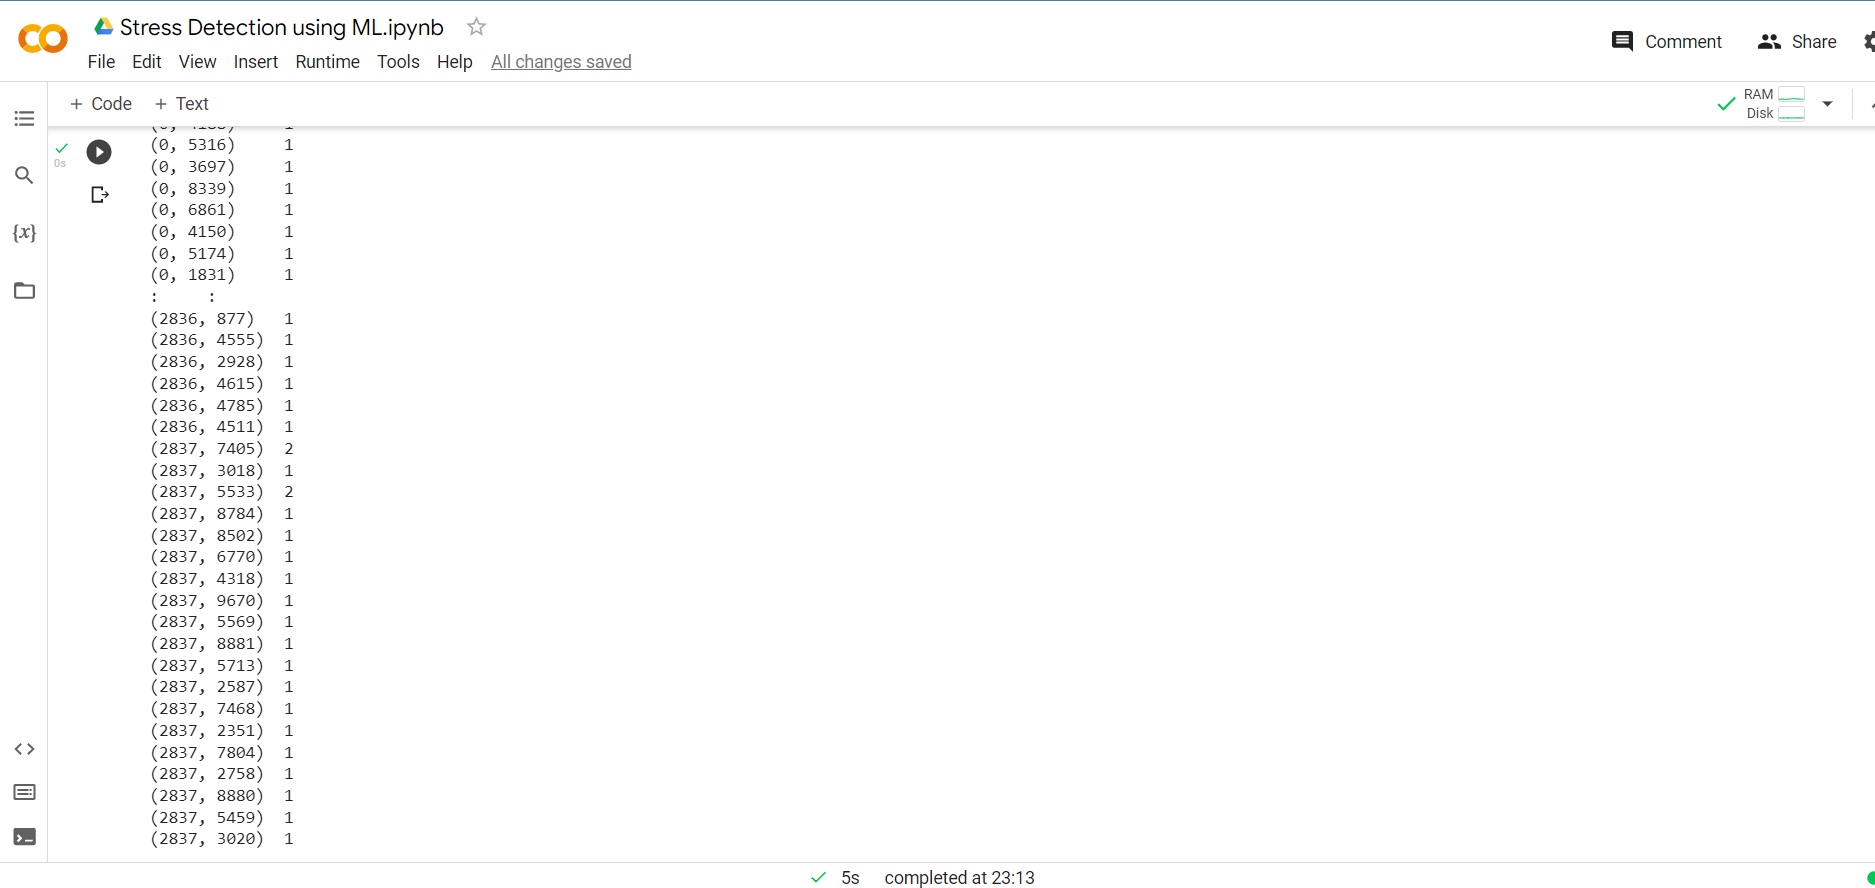 Stress Detection using ML.ipynb
Comment Share
File Edit View Insert Runtime Tools Help All changes saved
+ Code + Text
RAM
Disk
0s
(0, 5316) 1
(0, 3697) 1
(0, 8339) 1
(0, 6861) 1
(0, 4150) 1
(0, 5174) 1
(0, 1831) 1
: :
(2836, 877) 1
(2836, 4555) 1
(2836, 2928) 1
(2836, 4615) 1
(2836, 4785) 1
(2836, 4511) 1
(2837, 7405) 2
(2837, 3018) 1
(2837, 5533) 2
(2837, 8784) 1
(2837, 8502) 1
(2837, 6770) 1
(2837, 4318) 1
(2837, 9670) 1
(2837, 5569) 1
(2837, 8881) 1
(2837, 5713) 1
(2837, 2587) 1
(2837, 7468) 1
(2837, 2351) 1
(2837, 7804) 1
(2837, 2758) 1
(2837, 8880) 1
(2837, 5459) 1
(2837, 3020) 1
{x}
5s completed at 23:13